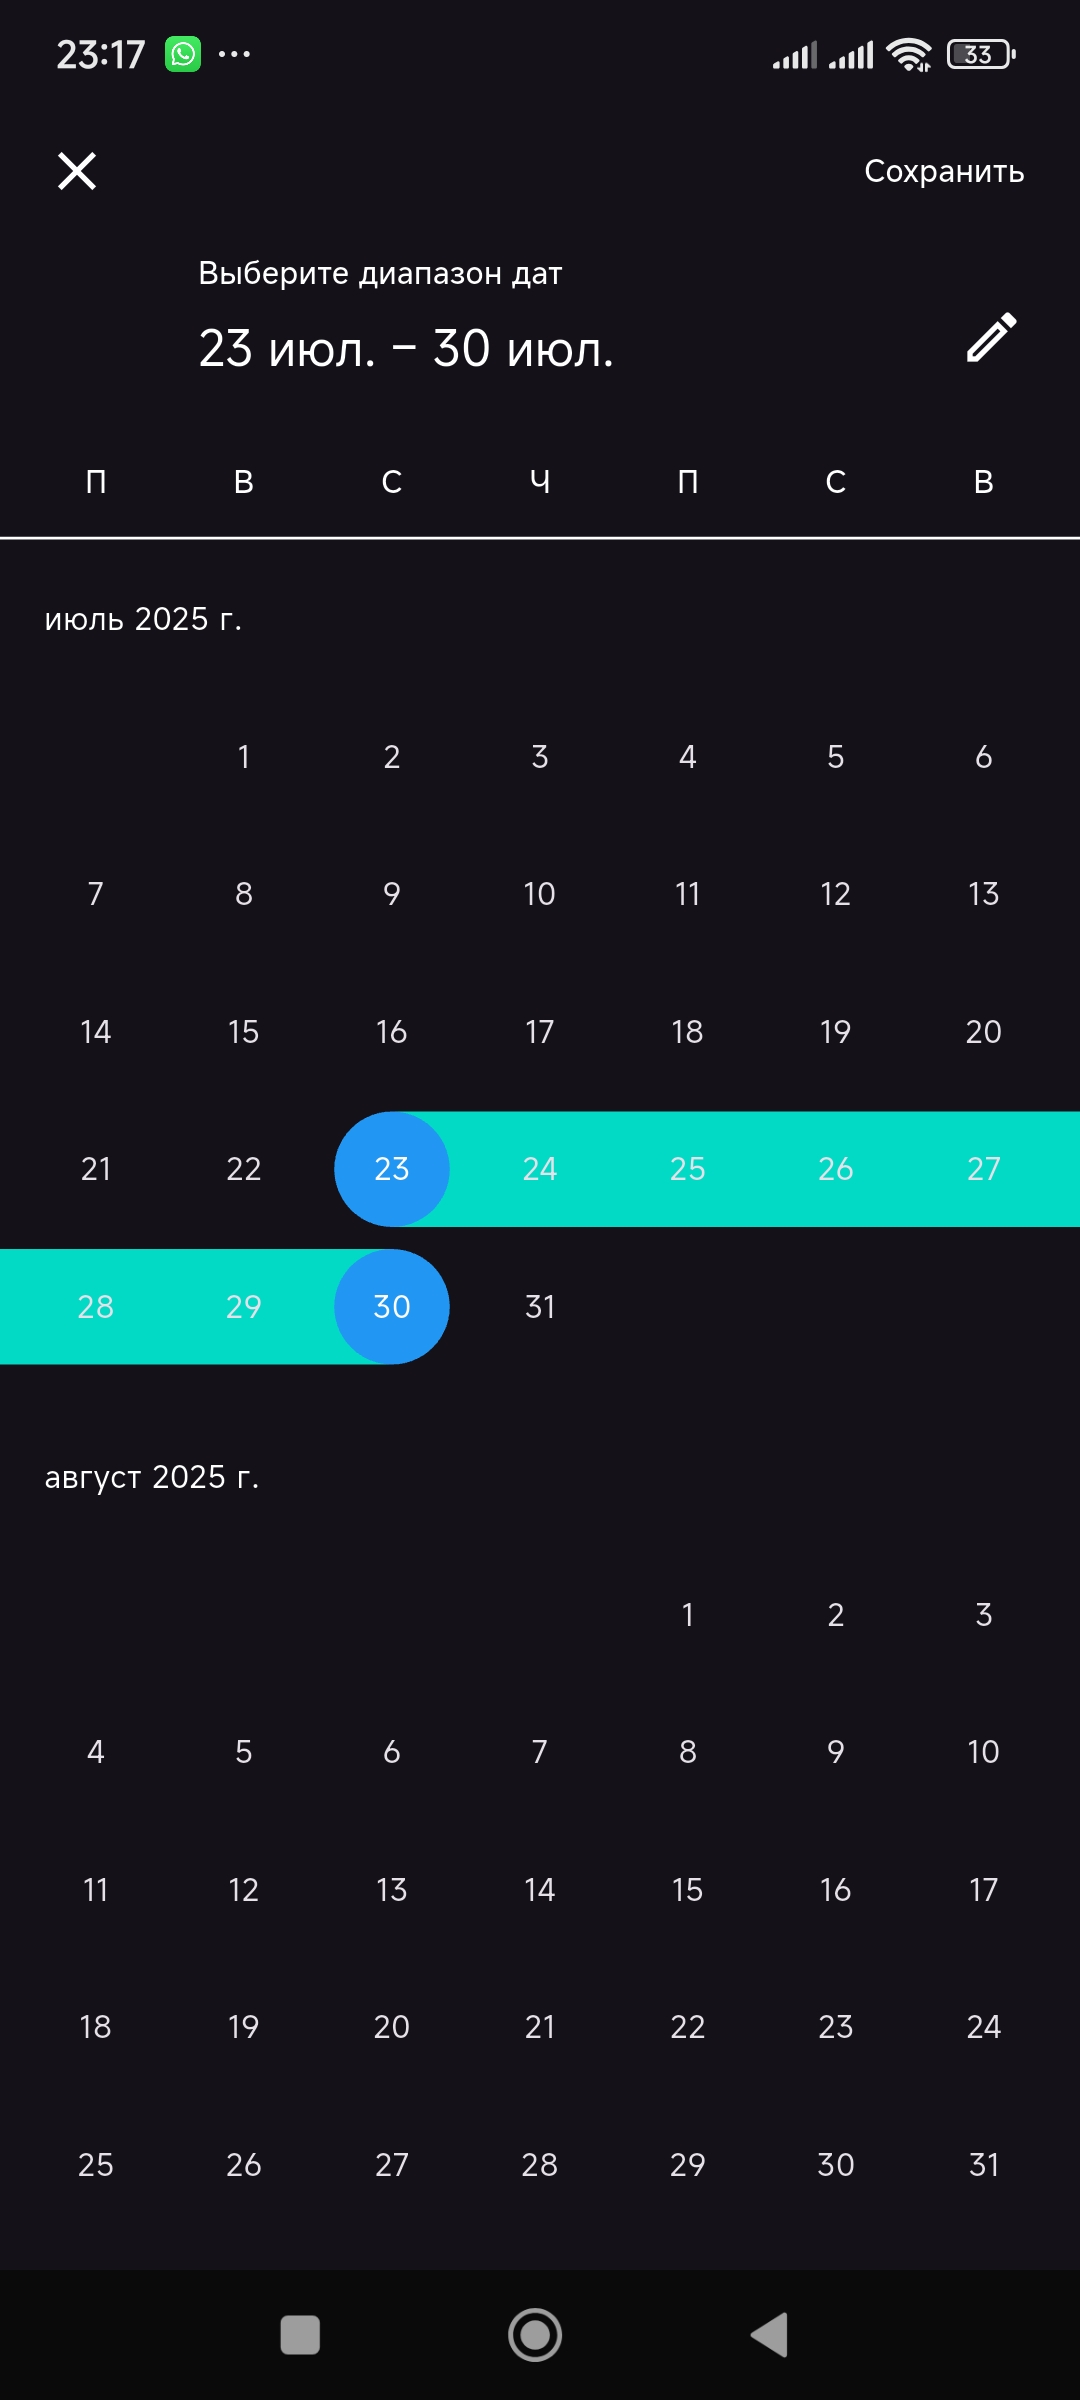 23:17 ... 33
Сохранить
Выберите диапазон дат
23 июл. – 30 июл.
П В С Ч П С В
июль 2025 г.
1 2 3 4 5 6
7 8 9 10 11 12 13
14 15 16 17 18 19 20
21 22 23 24 25 26 27
28 29 30 31
август 2025 г.
1 2 3
4 5 6 7 8 9 10
11 12 13 14 15 16 17
18 19 20 21 22 23 24
25 26 27 28 29 30 31